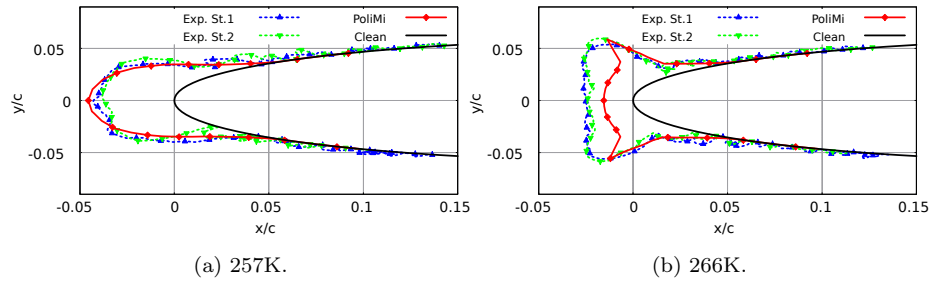 Exp. St.1 PoliMi
Exp. St.2 Clean
0.05
0
-0.05
y/c
-0.05 0 0.05 0.1 0.15
x/c
(a) 257K.
Exp. St.1 PoliMi
Exp. St.2 Clean
0.05
0
-0.05
y/c
-0.05 0 0.05 0.1 0.15
x/c
(b) 266K.